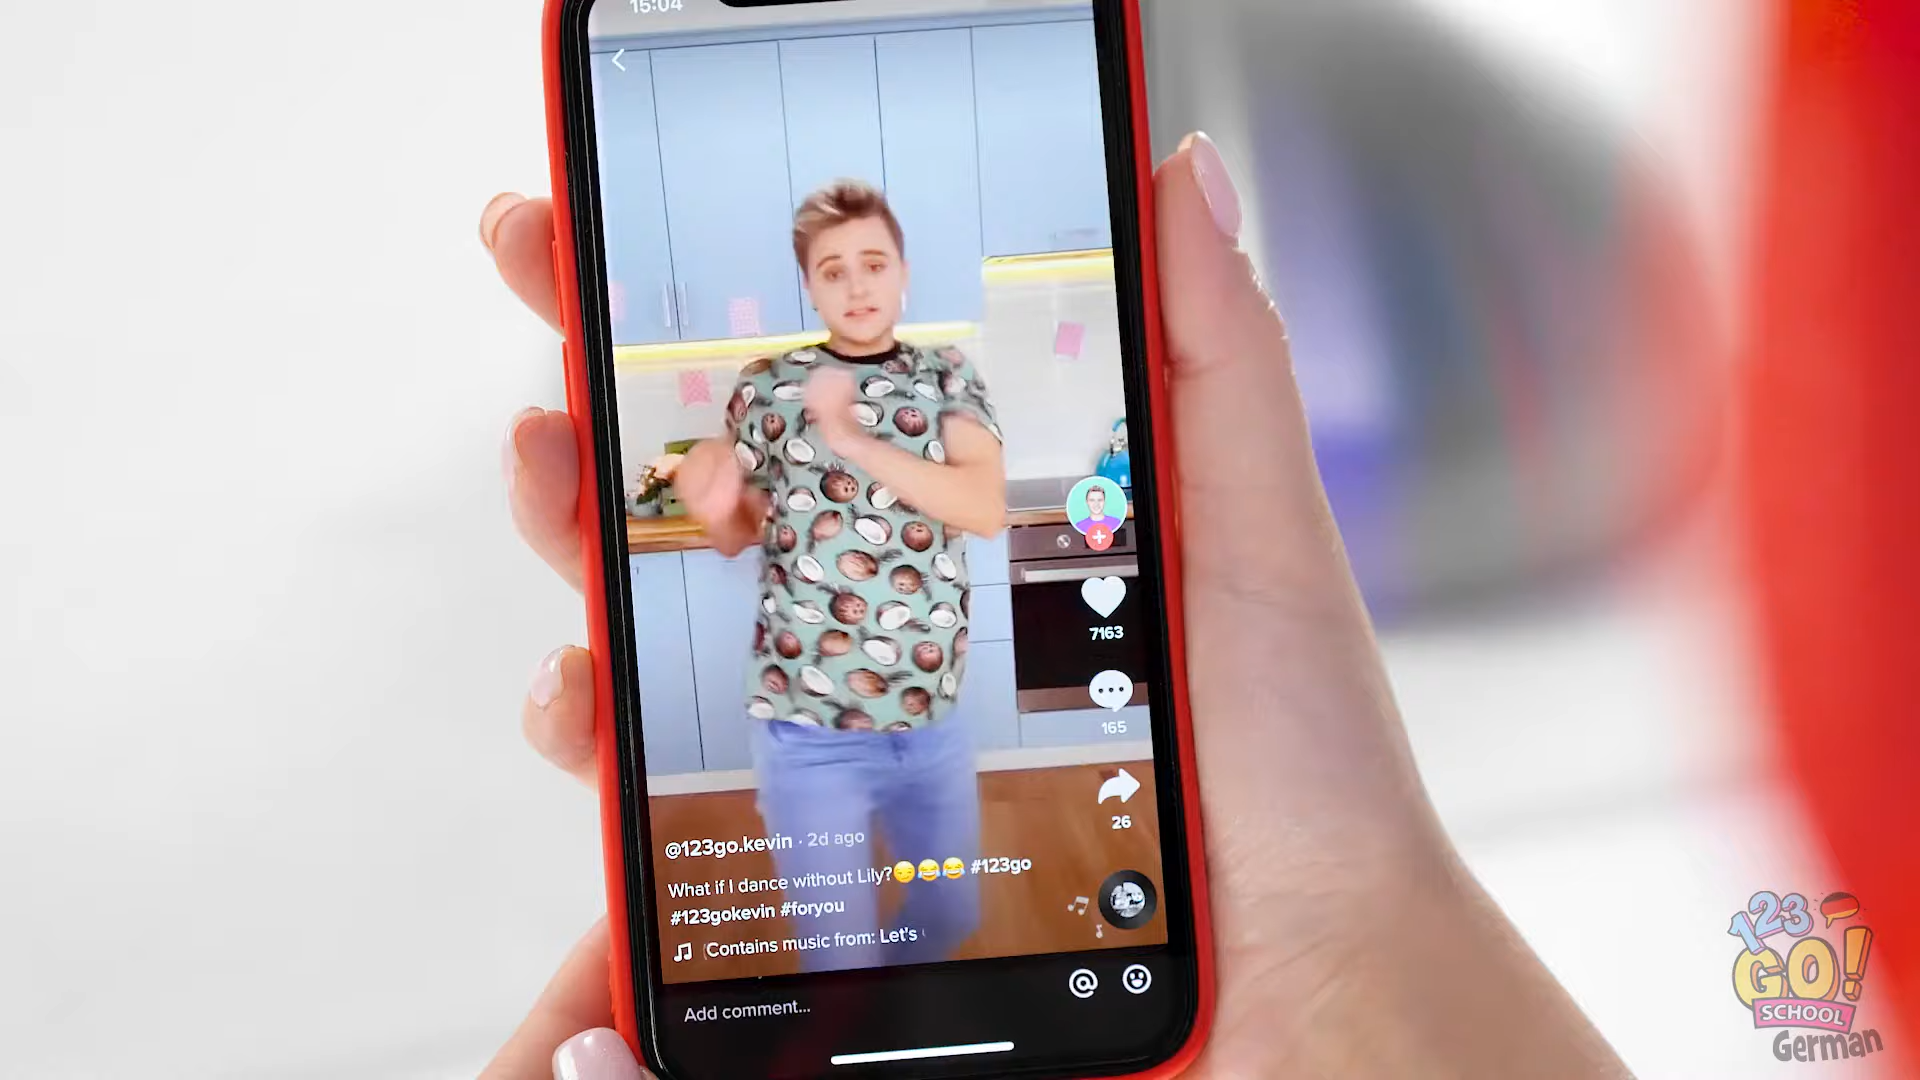 15:04
7163
165
26
@123go.kevin · 2d ago
What if I dance without Lily?😏😂😂 #123go
#123gokevin #foryou
(Contains music from: Let's
Add comment...
123
GO!
SCHOOL
German